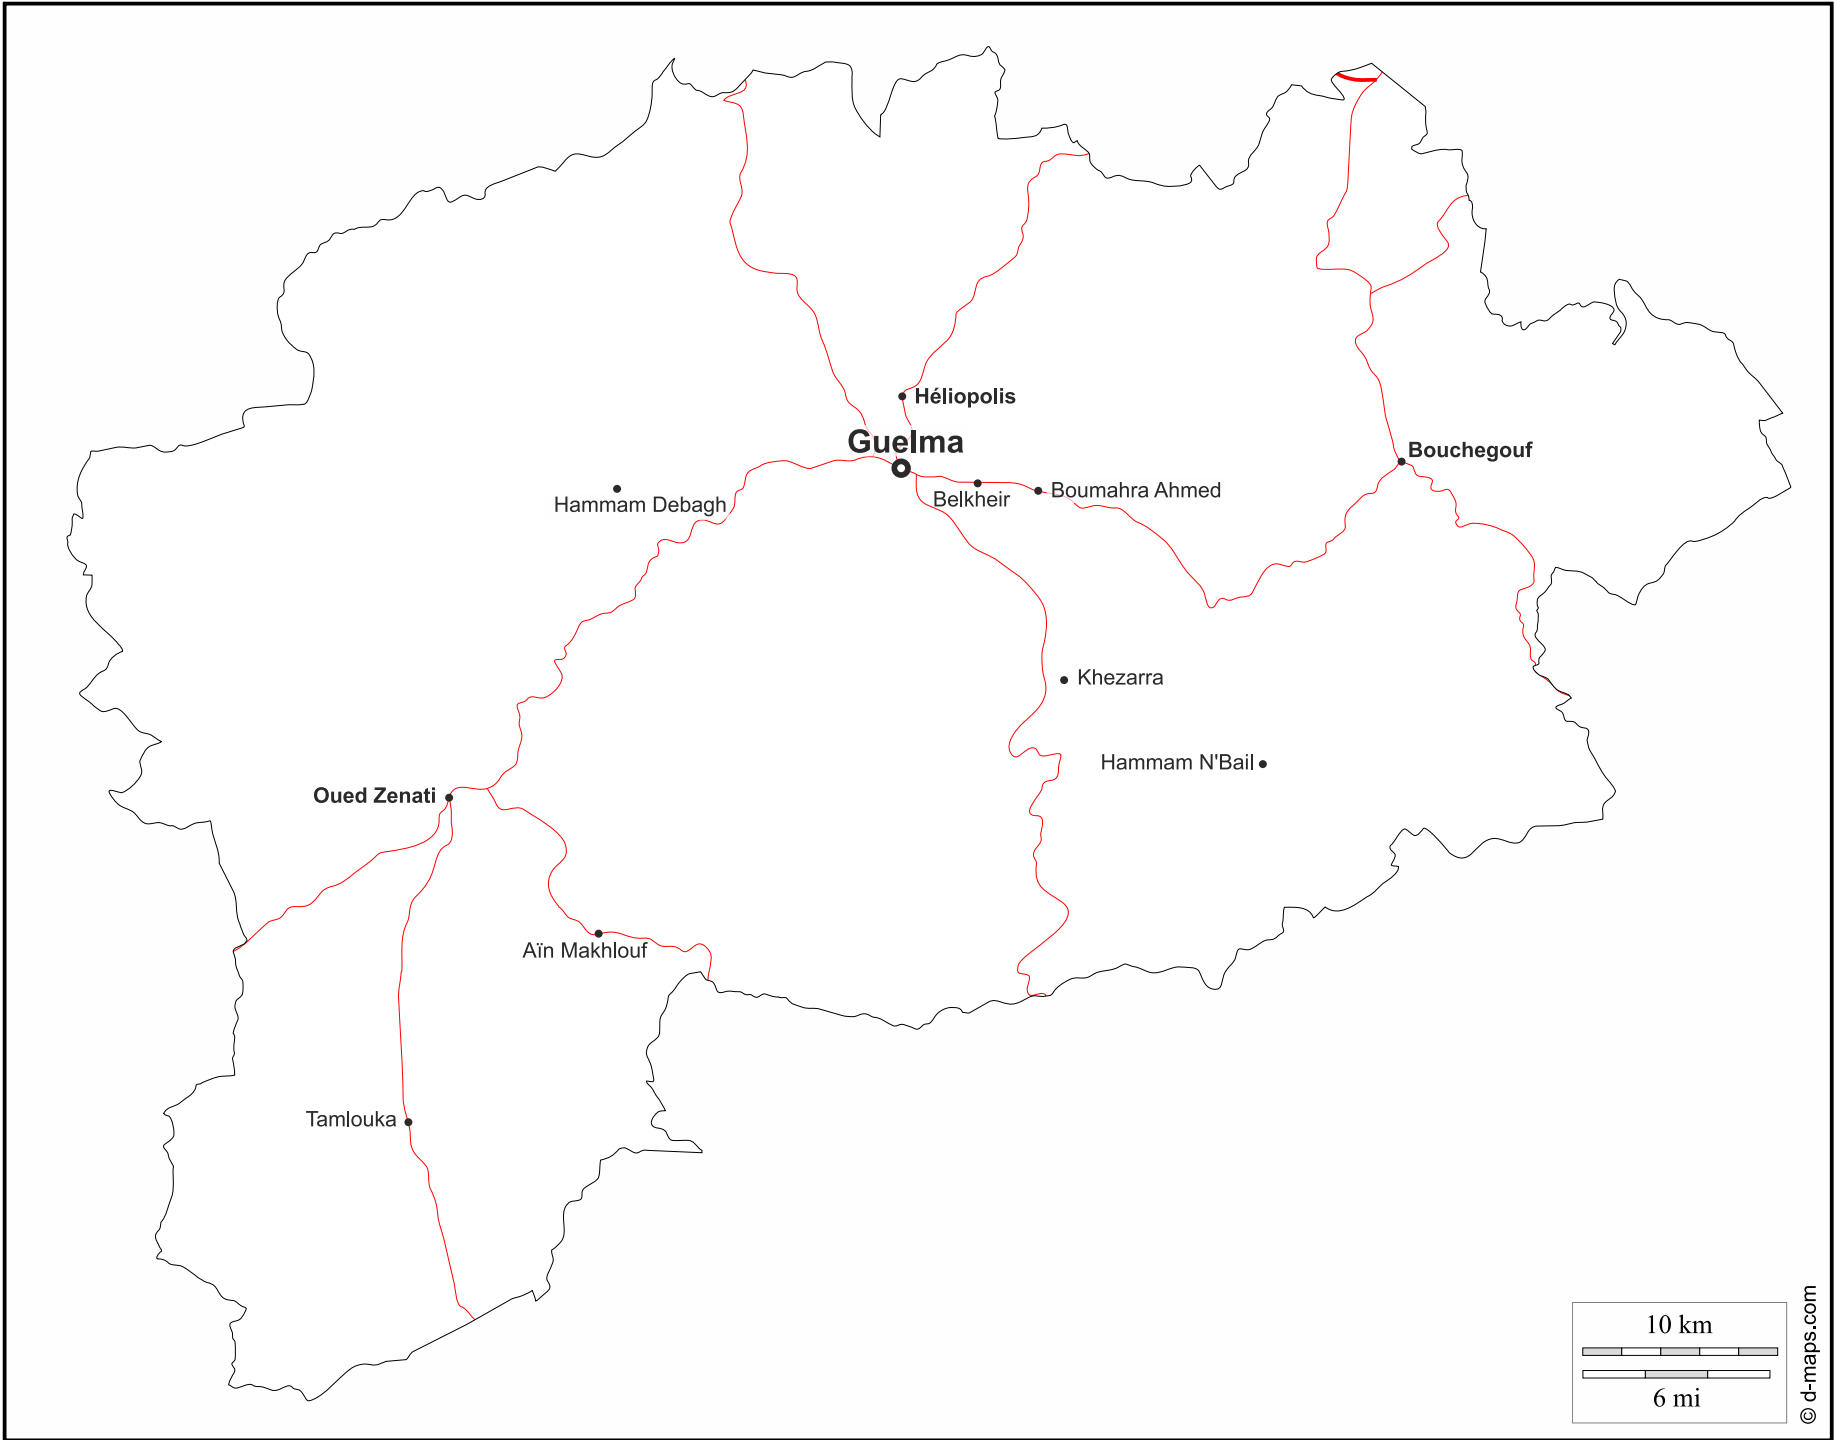 Héliopolis
Guelma
Bouchegouf
Hammam Debagh
Belkheir
Boumahra Ahmed
Khezarra
Hammam N'Bail
Oued Zenati
Aïn Makhlouf
Tamlouka
10 km
6 mi
© d-maps.com